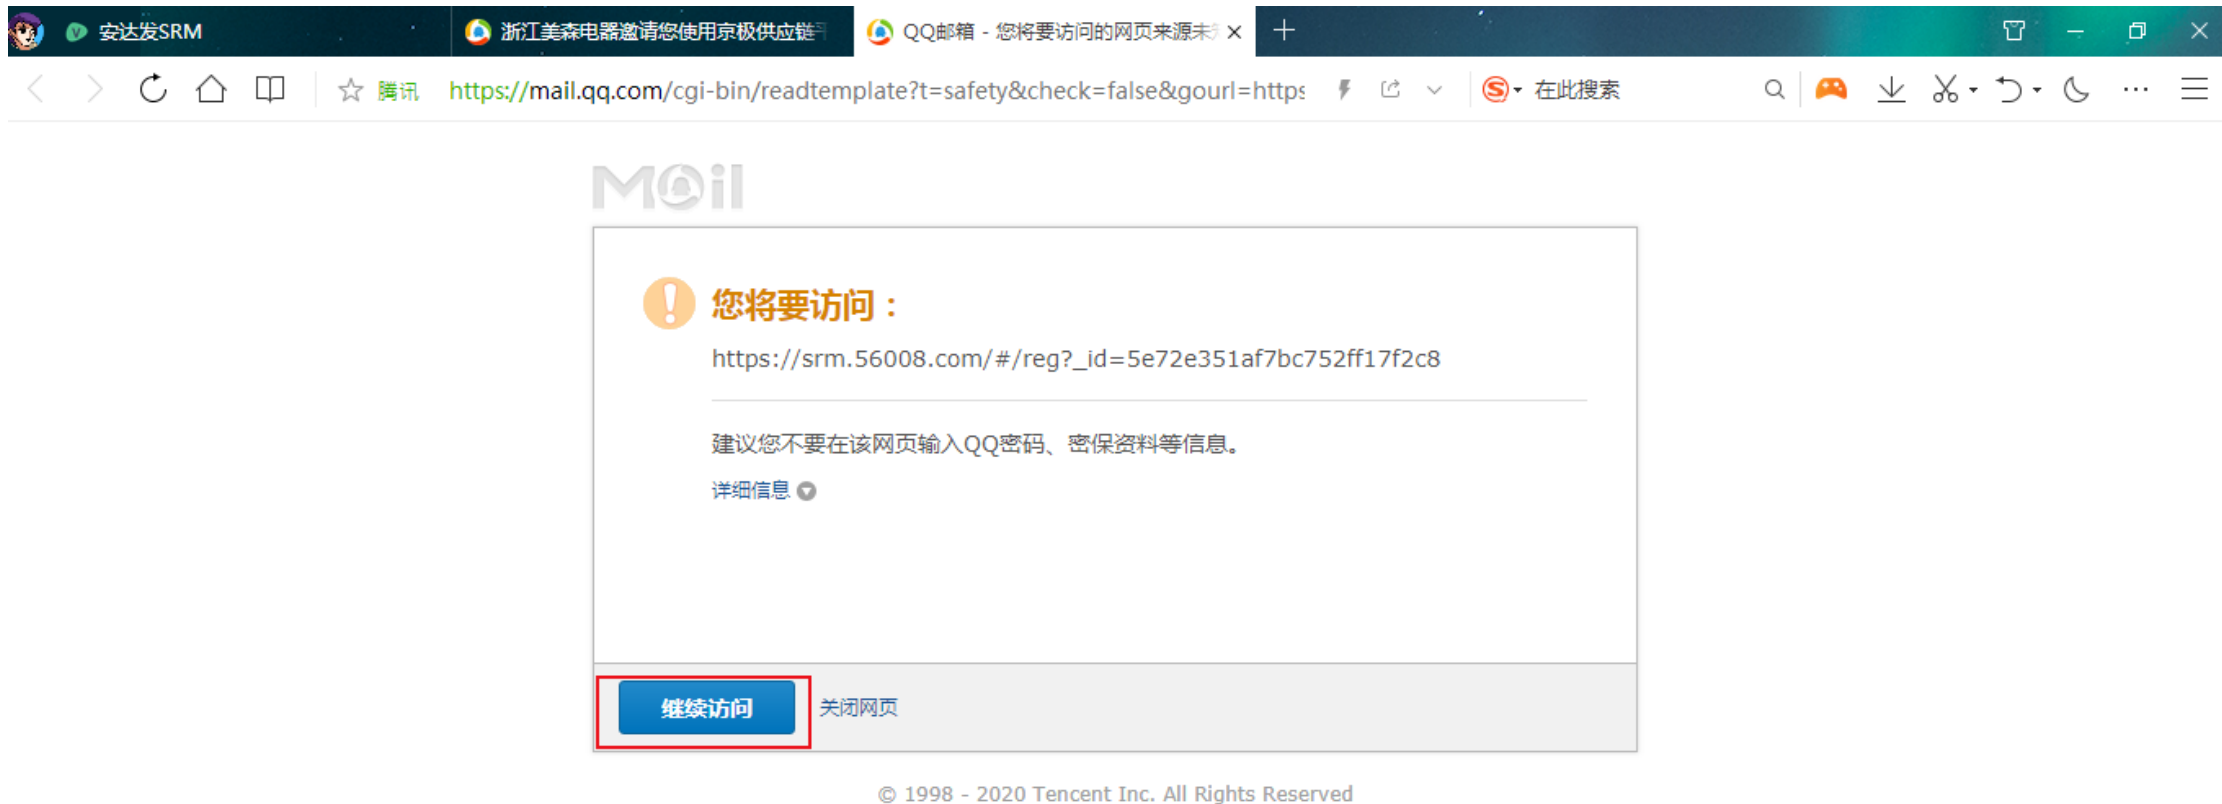 安达发SRM
浙江美森电器邀请您使用京极供应链
QQ邮箱 - 您将要访问的网页来源未
腾讯
https://mail.qq.com/cgi-bin/readtemplate?t=safety&check=false&gourl=https
在此搜索
MAil
您将要访问：
https://srm.56008.com/#/reg?_id=5e72e351af7bc752ff17f2c8
建议您不要在该网页输入QQ密码、密保资料等信息。
详细信息
继续访问
关闭网页
© 1998 - 2020 Tencent Inc. All Rights Reserved